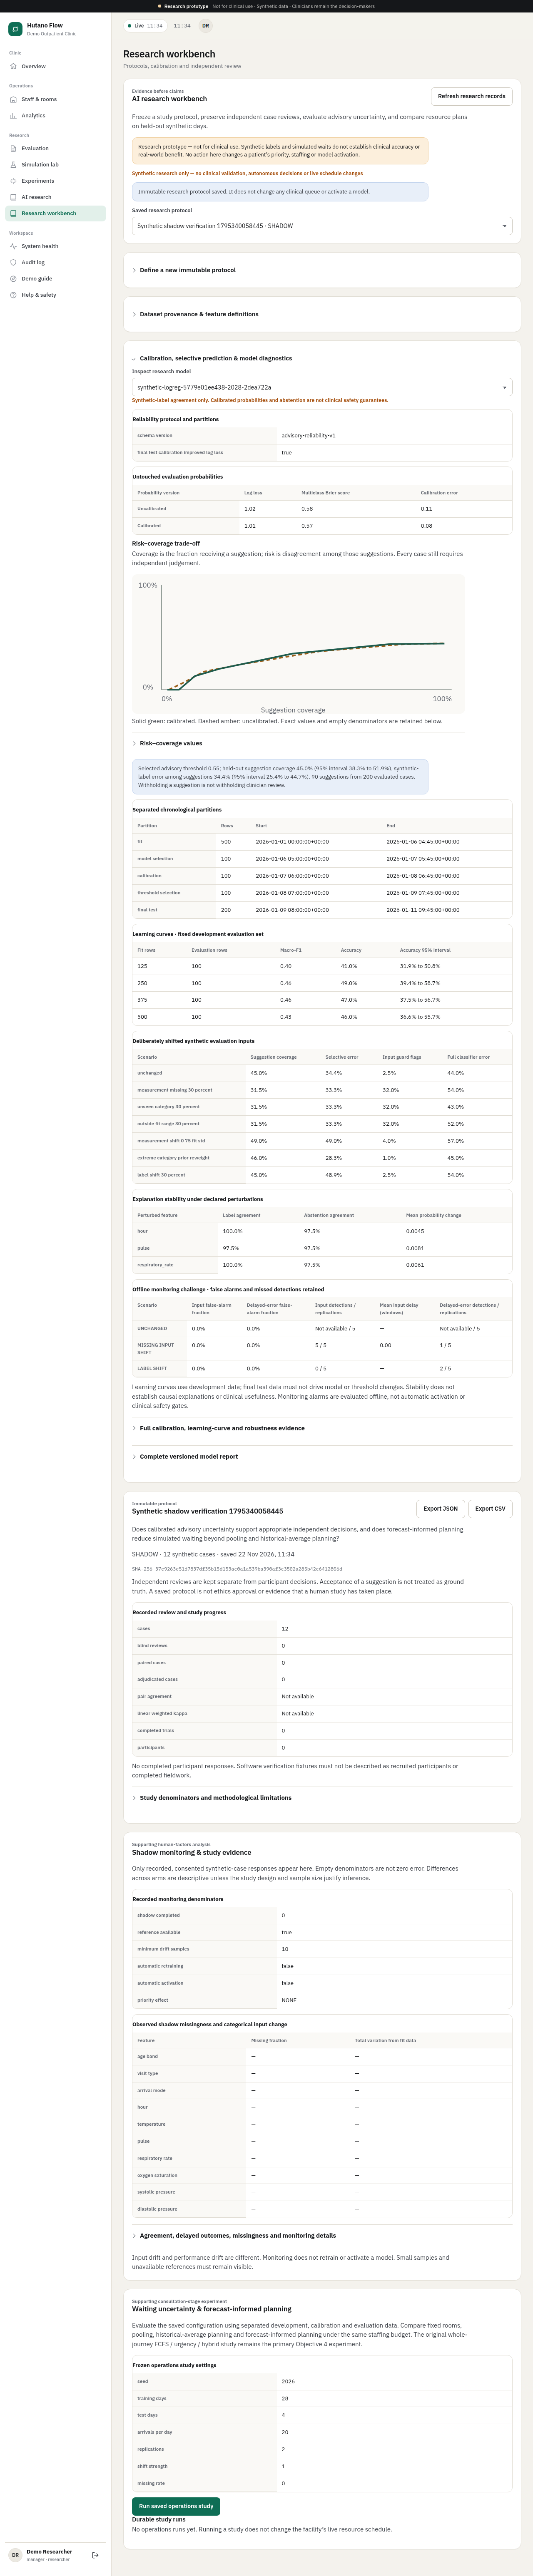 Research prototype Not for clinical use · Synthetic data · Clinicians remain the decision-makers
Hutano Flow
Demo Outpatient Clinic
Clinic
Overview
Operations
Staff & rooms
Analytics
Research
Evaluation
Simulation lab
Experiments
AI research
Research workbench
Workspace
System health
Audit log
Demo guide
Help & safety
DR
Demo Researcher
manager · researcher
Live 11:34 11:34 DR
Research workbench
Protocols, calibration and independent review
Evidence before claims
AI research workbench
Refresh research records
Freeze a study protocol, preserve independent case reviews, evaluate advisory uncertainty, and compare resource plans
on held-out synthetic days.
Research prototype — not for clinical use. Synthetic labels and simulated waits do not establish clinical accuracy or
real-world benefit. No action here changes a patient's priority, staffing or model activation.
Synthetic research only — no clinical validation, autonomous decisions or live schedule changes
Immutable research protocol saved. It does not change any clinical queue or activate a model.
Saved research protocol
Synthetic shadow verification 1795340058445 · SHADOW
Define a new immutable protocol
Dataset provenance & feature definitions
Calibration, selective prediction & model diagnostics
Inspect research model
synthetic-logreg-5779e01ee438-2028-2dea722a
Synthetic-label agreement only. Calibrated probabilities and abstention are not clinical safety guarantees.
Reliability protocol and partitions
schema version advisory-reliability-v1
final test calibration improved log loss true
Untouched evaluation probabilities
Probability version Log loss Multiclass Brier score Calibration error
Uncalibrated 1.02 0.58 0.11
Calibrated 1.01 0.57 0.08
Risk–coverage trade-off
Coverage is the fraction receiving a suggestion; risk is disagreement among those suggestions. Every case still requires
independent judgement.
100%
0%
0% 100%
Suggestion coverage
Solid green: calibrated. Dashed amber: uncalibrated. Exact values and empty denominators are retained below.
Risk–coverage values
Selected advisory threshold 0.55; held-out suggestion coverage 45.0% (95% interval 38.3% to 51.9%), synthetic-
label error among suggestions 34.4% (95% interval 25.4% to 44.7%). 90 suggestions from 200 evaluated cases.
Withholding a suggestion is not withholding clinician review.
Separated chronological partitions
Partition Rows Start End
fit 500 2026-01-01 00:00:00+00:00 2026-01-06 04:45:00+00:00
model selection 100 2026-01-06 05:00:00+00:00 2026-01-07 05:45:00+00:00
calibration 100 2026-01-07 06:00:00+00:00 2026-01-08 06:45:00+00:00
threshold selection 100 2026-01-08 07:00:00+00:00 2026-01-09 07:45:00+00:00
final test 200 2026-01-09 08:00:00+00:00 2026-01-11 09:45:00+00:00
Learning curves · fixed development evaluation set
Fit rows Evaluation rows Macro-F1 Accuracy Accuracy 95% interval
125 100 0.40 41.0% 31.9% to 50.8%
250 100 0.46 49.0% 39.4% to 58.7%
375 100 0.46 47.0% 37.5% to 56.7%
500 100 0.43 46.0% 36.6% to 55.7%
Deliberately shifted synthetic evaluation inputs
Scenario Suggestion coverage Selective error Input guard flags Full classifier error
unchanged 45.0% 34.4% 2.5% 44.0%
measurement missing 30 percent 31.5% 33.3% 32.0% 54.0%
unseen category 30 percent 31.5% 33.3% 32.0% 43.0%
outside fit range 30 percent 31.5% 33.3% 32.0% 52.0%
measurement shift 0 75 fit std 49.0% 49.0% 4.0% 57.0%
extreme category prior reweight 46.0% 28.3% 1.0% 45.0%
label shift 30 percent 45.0% 48.9% 2.5% 54.0%
Explanation stability under declared perturbations
Perturbed feature Label agreement Abstention agreement Mean probability change
hour 100.0% 97.5% 0.0045
pulse 97.5% 97.5% 0.0081
respiratory_rate 100.0% 97.5% 0.0061
Offline monitoring challenge · false alarms and missed detections retained
Scenario Input false-alarm fraction Delayed-error false-alarm fraction Input detections / replications Mean input delay (windows) Delayed-error detections / replications
UNCHANGED 0.0% 0.0% Not available / 5 — Not available / 5
MISSING INPUT SHIFT 0.0% 0.0% 5 / 5 0.00 1 / 5
LABEL SHIFT 0.0% 0.0% 0 / 5 — 2 / 5
Learning curves use development data; final test data must not drive model or threshold changes. Stability does not
establish causal explanations or clinical usefulness. Monitoring alarms are evaluated offline, not automatic activation or
clinical safety gates.
Full calibration, learning-curve and robustness evidence
Complete versioned model report
Immutable protocol
Synthetic shadow verification 1795340058445
Export JSON Export CSV
Does calibrated advisory uncertainty support appropriate independent decisions, and does forecast-informed planning
reduce simulated waiting beyond pooling and historical-average planning?
SHADOW · 12 synthetic cases · saved 22 Nov 2026, 11:34
SHA-256
Independent reviews are kept separate from participant decisions. Acceptance of a suggestion is not treated as ground
truth. A saved protocol is not ethics approval or evidence that a human study has taken place.
Recorded review and study progress
cases 12
blind reviews 0
paired cases 0
adjudicated cases 0
pair agreement Not available
linear weighted kappa Not available
completed trials 0
participants 0
No completed participant responses. Software verification fixtures must not be described as recruited participants or
completed fieldwork.
Study denominators and methodological limitations
Supporting human-factors analysis
Shadow monitoring & study evidence
Only recorded, consented synthetic-case responses appear here. Empty denominators are not zero error. Differences
across arms are descriptive unless the study design and sample size justify inference.
Recorded monitoring denominators
shadow completed 0
reference available true
minimum drift samples 10
automatic retraining false
automatic activation false
priority effect NONE
Observed shadow missingness and categorical input change
Feature Missing fraction Total variation from fit data
age band — —
visit type — —
arrival mode — —
hour — —
temperature — —
pulse — —
respiratory rate — —
oxygen saturation — —
systolic pressure — —
diastolic pressure — —
Agreement, delayed outcomes, missingness and monitoring details
Input drift and performance drift are different. Monitoring does not retrain or activate a model. Small samples and
unavailable references must remain visible.
Supporting consultation-stage experiment
Waiting uncertainty & forecast-informed planning
Evaluate the saved configuration using separated development, calibration and evaluation data. Compare fixed rooms,
pooling, historical-average planning and forecast-informed planning under the same staffing budget. The original whole-
journey FCFS / urgency / hybrid study remains the primary Objective 4 experiment.
Frozen operations study settings
seed 2026
training days 28
test days 4
arrivals per day 20
replications 2
shift strength 1
missing rate 0
Run saved operations study
Durable study runs
No operations runs yet. Running a study does not change the facility's live resource schedule.